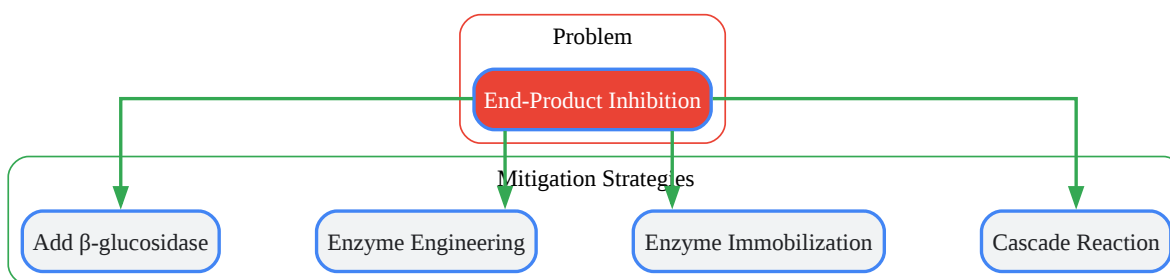 Problem
End-Product Inhibition
Mitigation Strategies
Add β-glucosidase
Enzyme Engineering
Enzyme Immobilization
Cascade Reaction